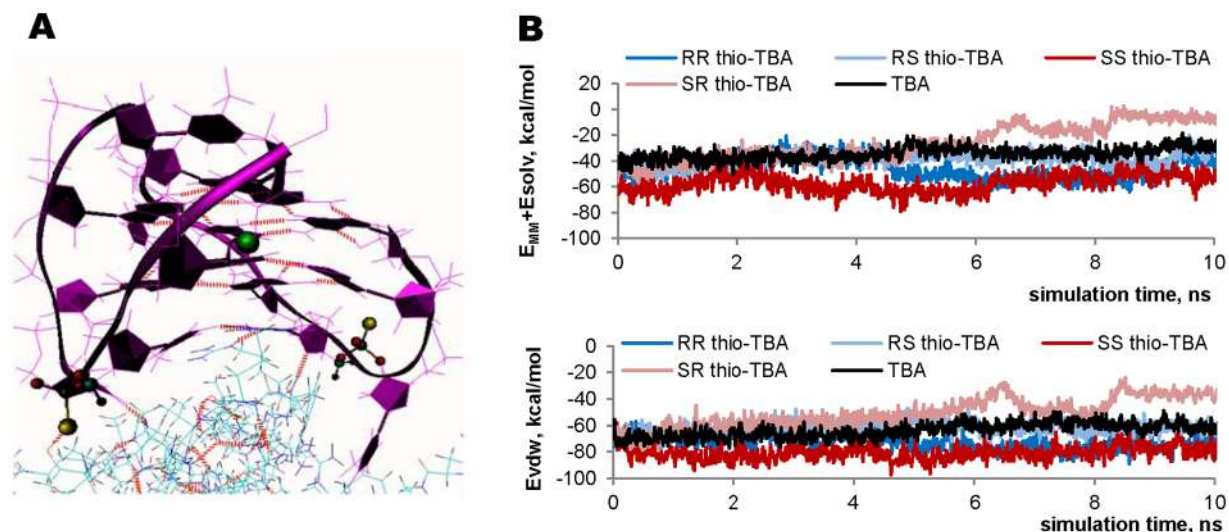 A
B
RR thio-TBA RS thio-TBA SS thio-TBA
SR thio-TBA TBA
20
0
-20
-40
-60
-80
-100
EMM+Esolv, kcal/mol
0 2 4 6 8 10
simulation time, ns
RR thio-TBA RS thio-TBA SS thio-TBA
SR thio-TBA TBA
0
-20
-40
-60
-80
-100
Evdw, kcal/mol
0 2 4 6 8 10
simulation time, ns